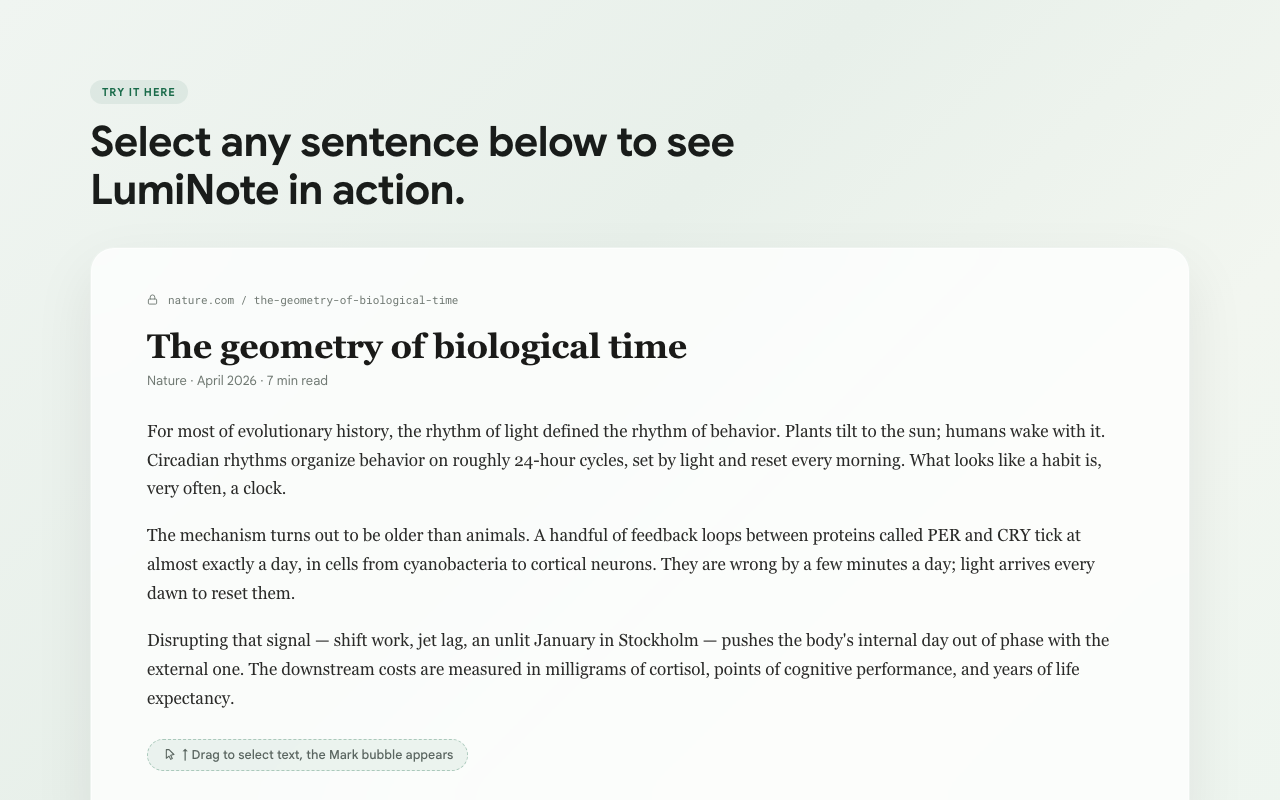 TRY IT HERE
Select any sentence below to see
LumiNote in action.
nature.com / the-geometry-of-biological-time
The geometry of biological time
Nature · April 2026 · 7 min read
For most of evolutionary history, the rhythm of light defined the rhythm of behavior. Plants tilt to the sun; humans wake with it.
Circadian rhythms organize behavior on roughly 24-hour cycles, set by light and reset every morning. What looks like a habit is,
very often, a clock.
The mechanism turns out to be older than animals. A handful of feedback loops between proteins called PER and CRY tick at
almost exactly a day, in cells from cyanobacteria to cortical neurons. They are wrong by a few minutes a day; light arrives every
dawn to reset them.
Disrupting that signal — shift work, jet lag, an unlit January in Stockholm — pushes the body's internal day out of phase with the
external one. The downstream costs are measured in milligrams of cortisol, points of cognitive performance, and years of life
expectancy.
↑ Drag to select text, the Mark bubble appears